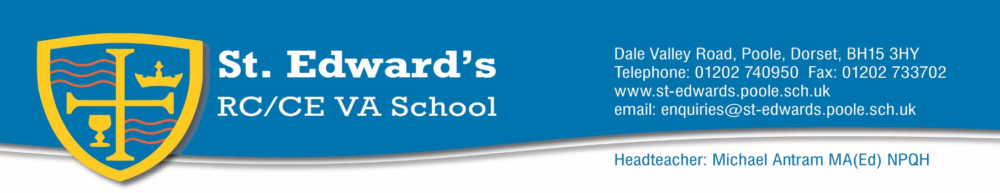 St. Edward's
RC/CE VA School
Dale Valley Road, Poole, Dorset, BH15 3HY
Telephone: 01202 740950  Fax: 01202 733702
www.st-edwards.poole.sch.uk
email: enquiries@st-edwards.poole.sch.uk
Headteacher: Michael Antram MA(Ed) NPQH